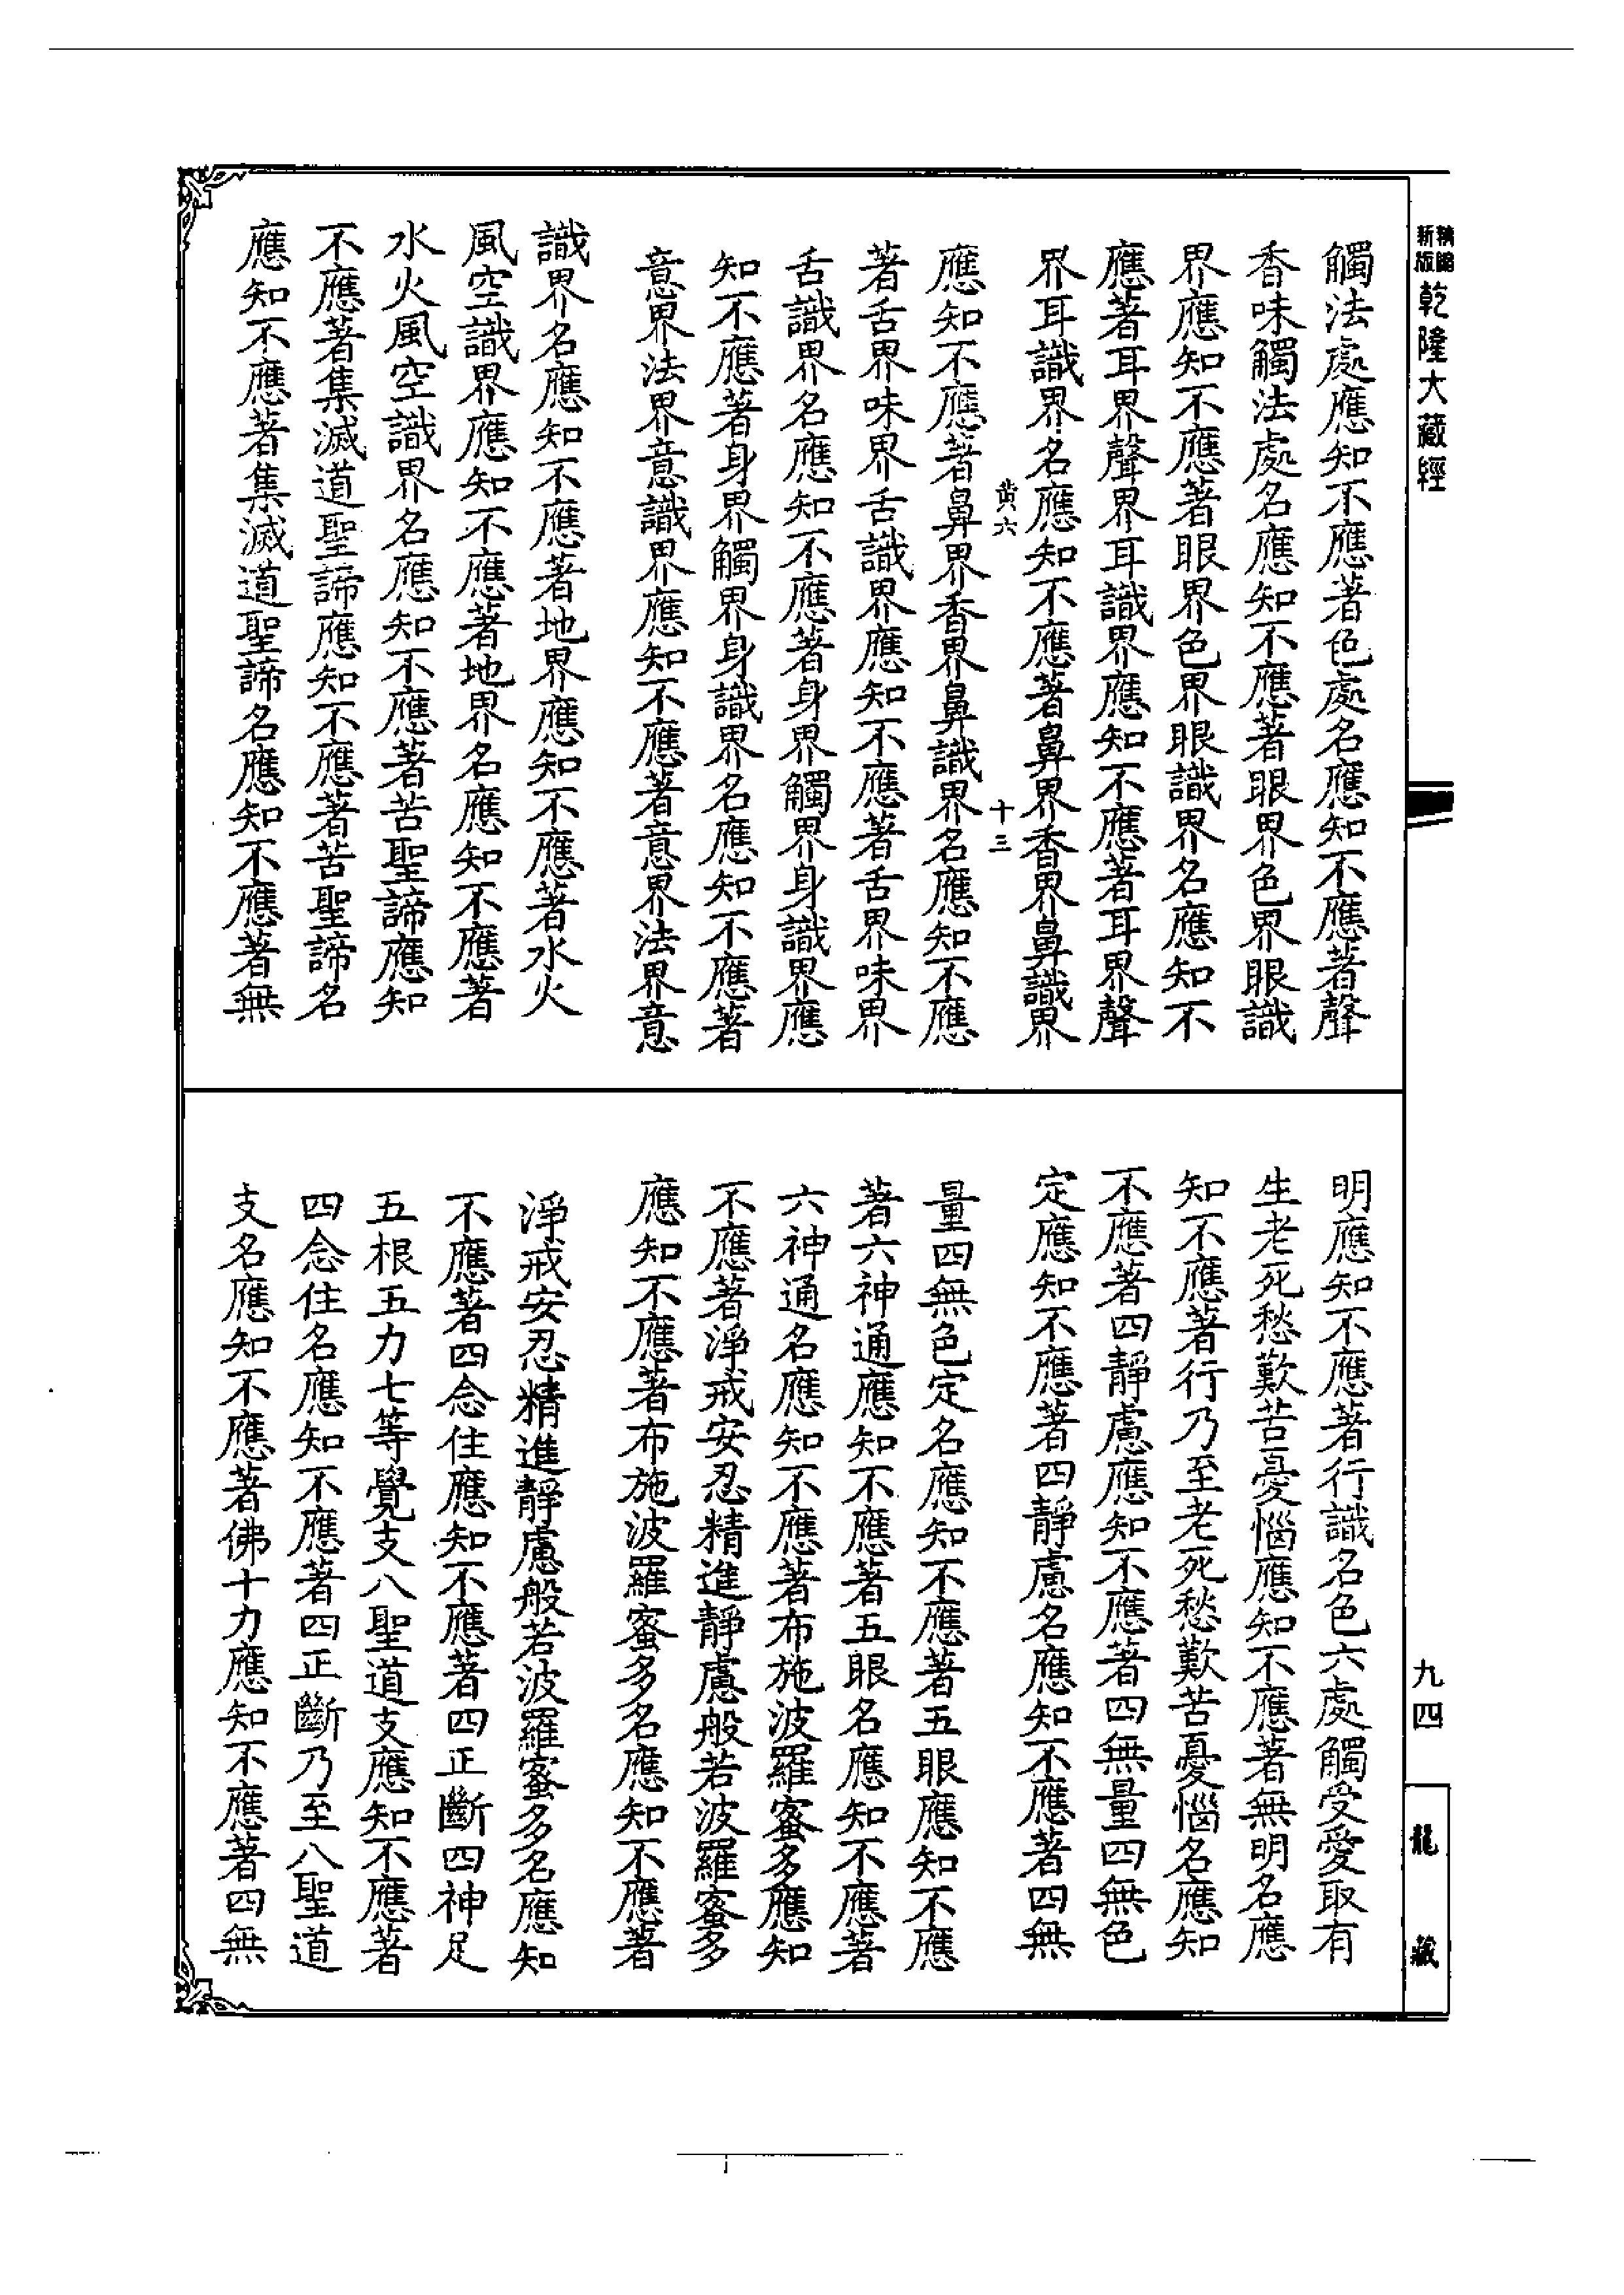 新版
精縮
乾隆大藏經
觸法處應知不應著色處名應知不應著聲
香味觸法處名應知不應著眼界色界眼識
界應知不應著眼界色界眼識界名應知不
應著耳界聲界耳識界應知不應著耳界聲
界耳識界名應知不應著鼻界香界鼻識界
黄六 十三
應知不應著鼻界香界鼻識界名應知不應
著舌界味界舌識界應知不應著舌界味界
舌識界名應知不應著身界觸界身識界應
知不應著身界觸界身識界名應知不應著
意界法界意識界應知不應著意界法界意
識界名應知不應著地界應知不應著水火
風空識界應知不應著地界名應知不應著
水火風空識界名應知不應著苦聖諦應知
不應著集滅道聖諦應知不應著苦聖諦名
應知不應著集滅道聖諦名應知不應著無
明應知不應著行識名色六處觸受愛取有
生老死愁歎苦憂惱應知不應著無明名應
知不應著行乃至老死愁歎苦憂惱名應知
不應著四靜慮應知不應著四無量四無色
定應知不應著四靜慮名應知不應著四無
量四無色定名應知不應著五眼應知不應
著六神通應知不應著五眼名應知不應著
六神通名應知不應著布施波羅蜜多應知
不應著淨戒安忍精進靜慮般若波羅蜜多
應知不應著布施波羅蜜多名應知不應著
淨戒安忍精進靜慮般若波羅蜜多名應知
不應著四念住應知不應著四正斷四神足
五根五力七等覺支八聖道支應知不應著
四念住名應知不應著四正斷乃至八聖道
支名應知不應著佛十力應知不應著四無
九四
龍藏